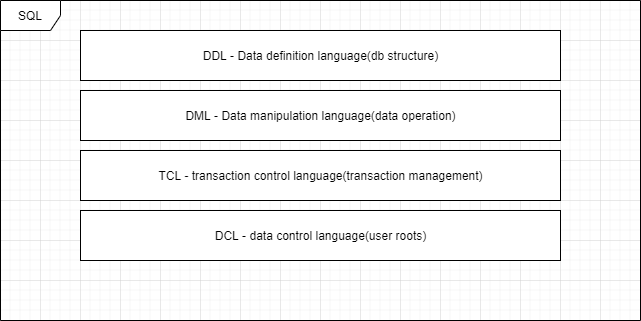 SQL
DDL - Data definition language(db structure)
DML - Data manipulation language(data operation)
TCL - transaction control language(transaction management)
DCL - data control language(user roots)